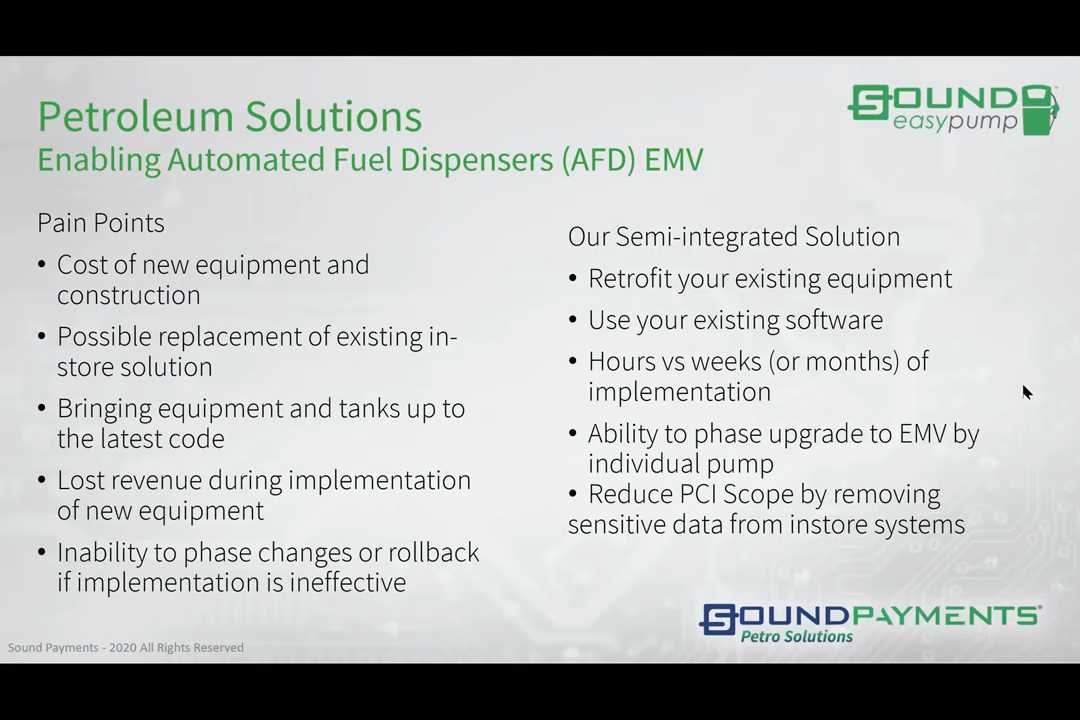 Petroleum Solutions
Enabling Automated Fuel Dispensers (AFD) EMV
SOUND
easypump
Pain Points
• Cost of new equipment and
construction
• Possible replacement of existing in-
store solution
• Bringing equipment and tanks up to
the latest code
• Lost revenue during implementation
of new equipment
• Inability to phase changes or rollback
if implementation is ineffective
Our Semi-integrated Solution
• Retrofit your existing equipment
• Use your existing software
• Hours vs weeks (or months) of
implementation
• Ability to phase upgrade to EMV by
individual pump
• Reduce PCI Scope by removing
sensitive data from instore systems
SOUNDPAYMENTS®
Petro Solutions
Sound Payments - 2020 All Rights Reserved